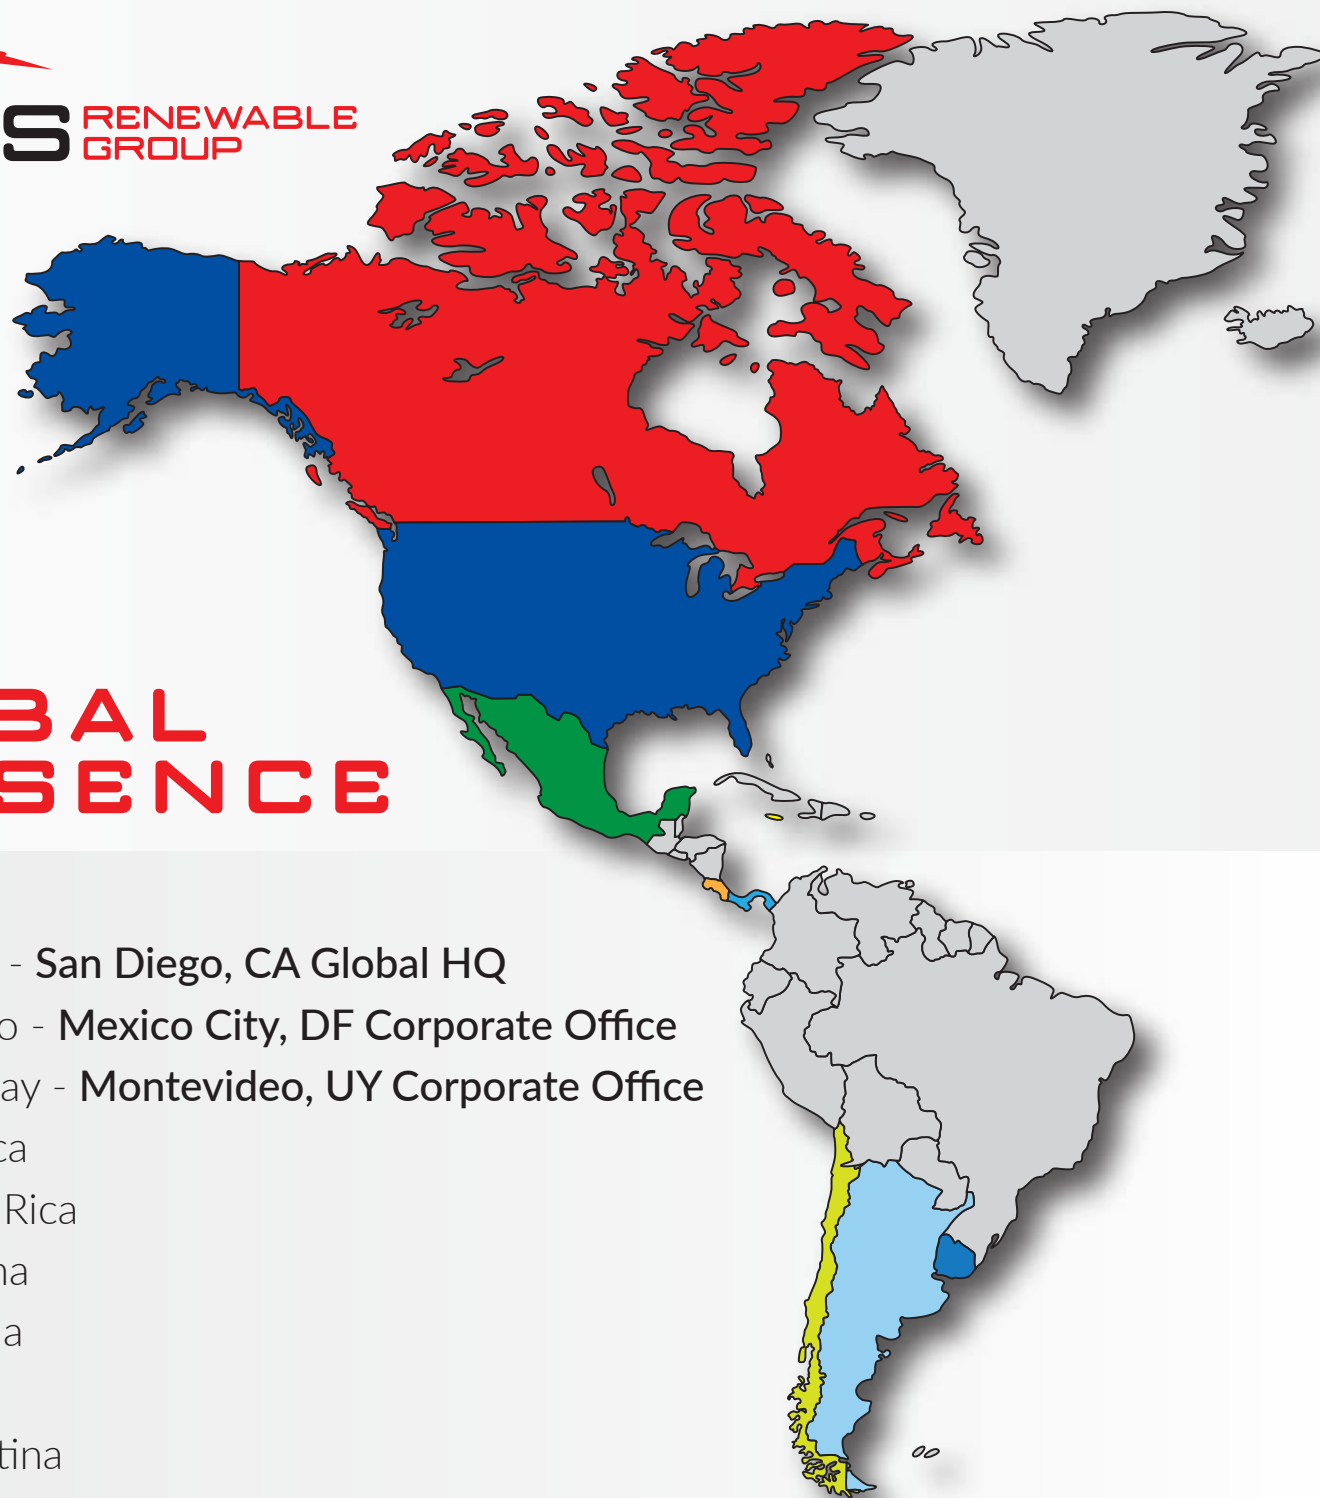 S RENEWABLE
GROUP
BAL
SENCE
- San Diego, CA Global HQ
o - Mexico City, DF Corporate Office
ay - Montevideo, UY Corporate Office
ca
Rica
na
a
tina